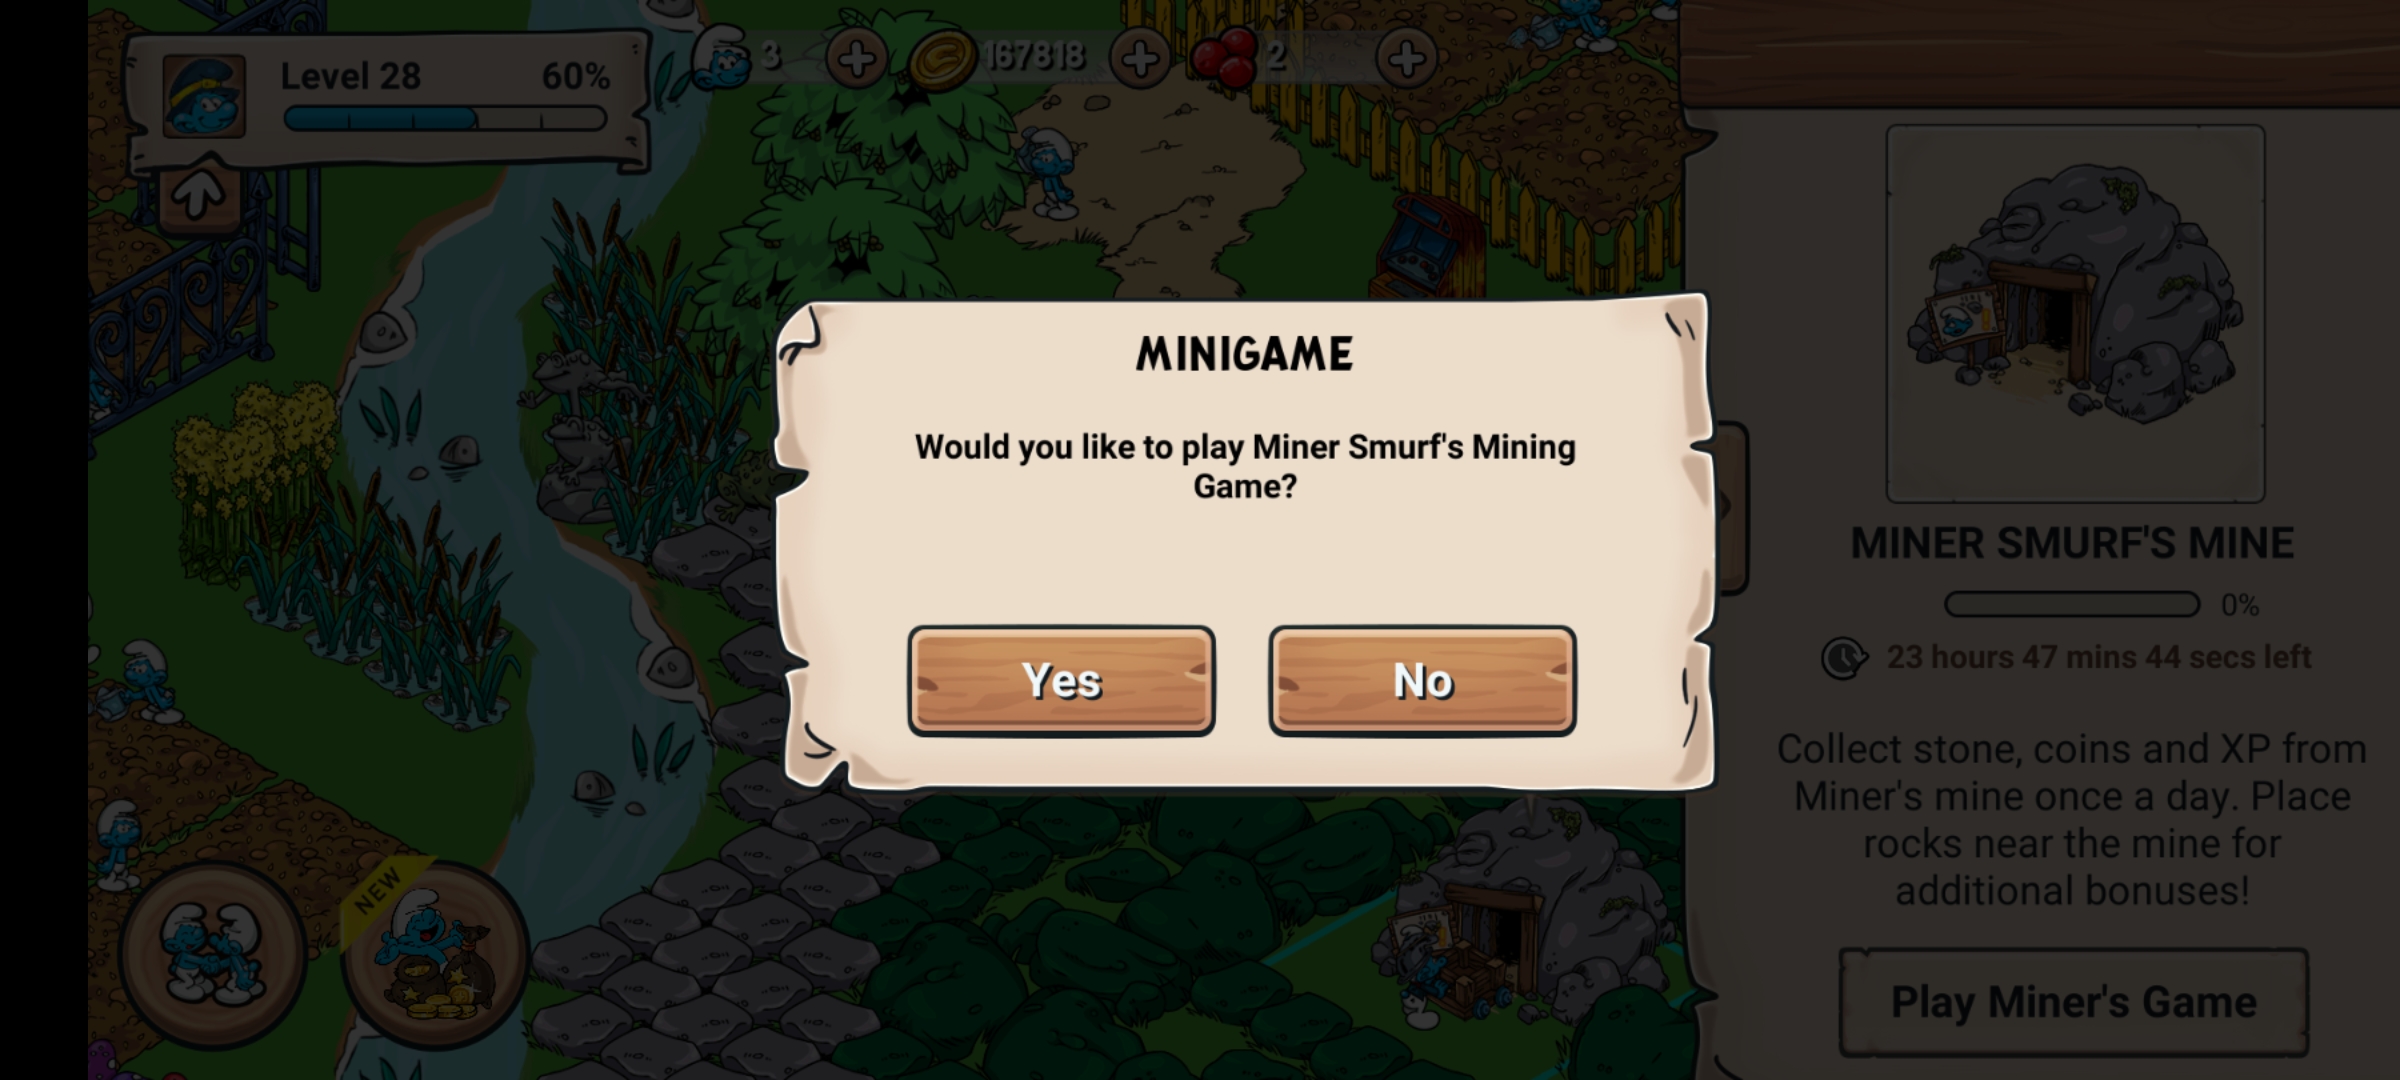 Level 28 60%
3
167818
2
MINIGAME
Would you like to play Miner Smurf's Mining
Game?
Yes
No
MINER SMURF'S MINE
0%
23 hours 47 mins 44 secs left
Collect stone, coins and XP from
Miner's mine once a day. Place
rocks near the mine for
additional bonuses!
Play Miner's Game
NEW